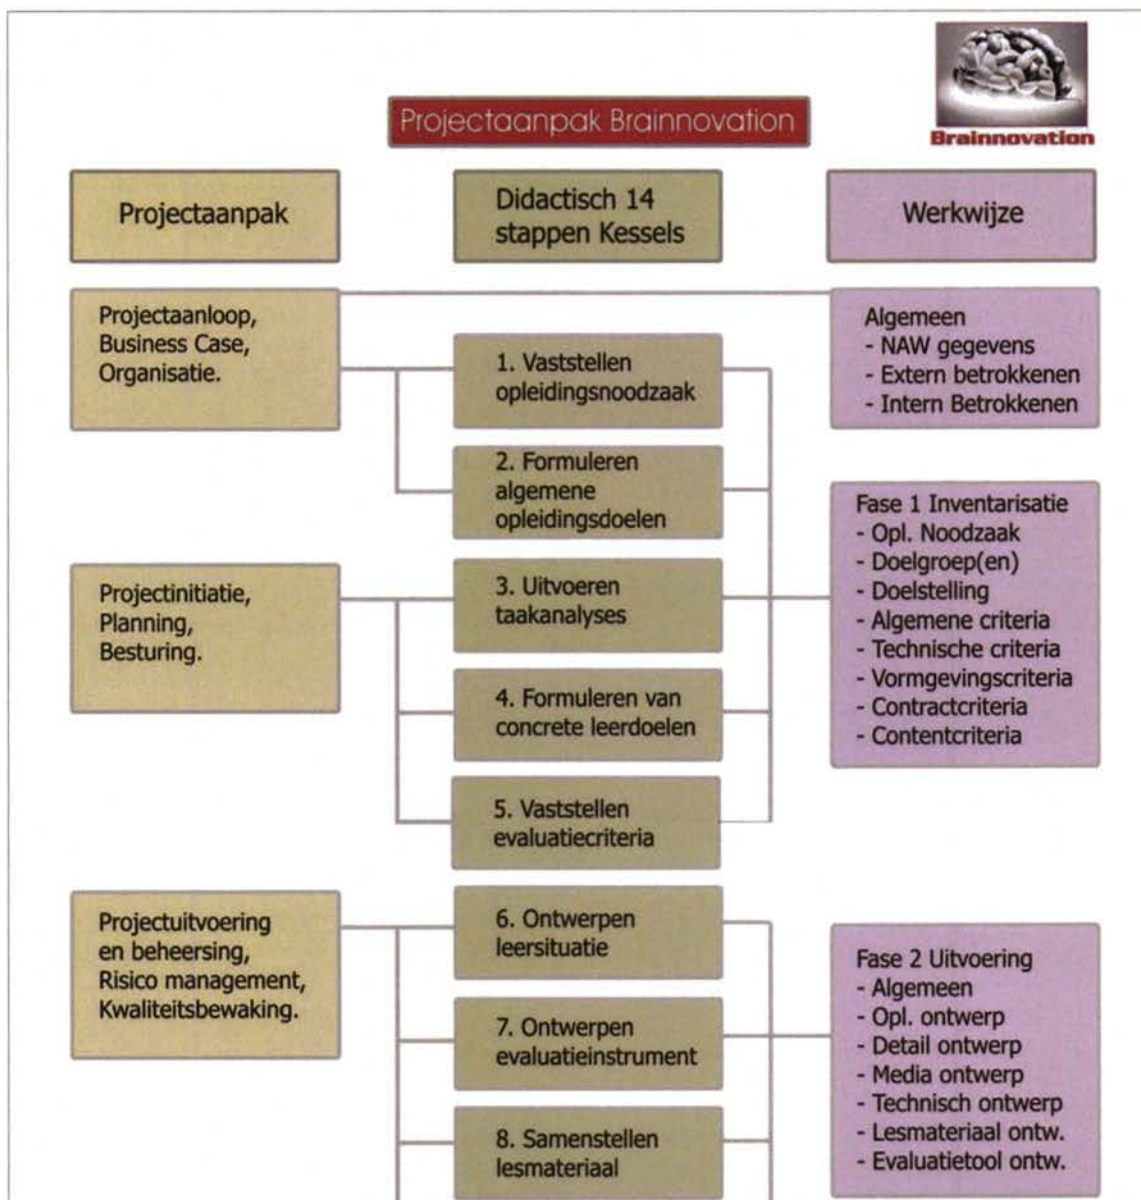 Projectaanpak Brainnovation
Brainnovation
Projectaanpak
Didactisch 14
stappen Kessels
Werkwijze
Projectaanloop,
Business Case,
Organisatie.
1. Vaststellen
opleidingsnoodzaak
2. Formuleren
algemene
opleidingsdoelen
Algemeen
- NAW gegevens
- Extern betrokkenen
- Intern Betrokkenen
Projectinitiatie,
Planning,
Besturing.
3. Uitvoeren
taakanalyses
4. Formuleren van
concrete leerdoelen
5. Vaststellen
evaluatiecriteria
Fase 1 Inventarisatie
- Opl. Noodzaak
- Doelgroep(en)
- Doelstelling
- Algemene criteria
- Technische criteria
- Vormgevingscriteria
- Contractcriteria
- Contentcriteria
Projectuitvoering
en beheersing,
Risico management,
Kwaliteitsbewaking.
6. Ontwerpen
leersituatie
7. Ontwerpen
evaluatieinstrument
8. Samenstellen
lesmateriaal
Fase 2 Uitvoering
- Algemeen
- Opl. ontwerp
- Detail ontwerp
- Media ontwerp
- Technisch ontwerp
- Lesmateriaal ontw.
- Evaluatietool ontw.